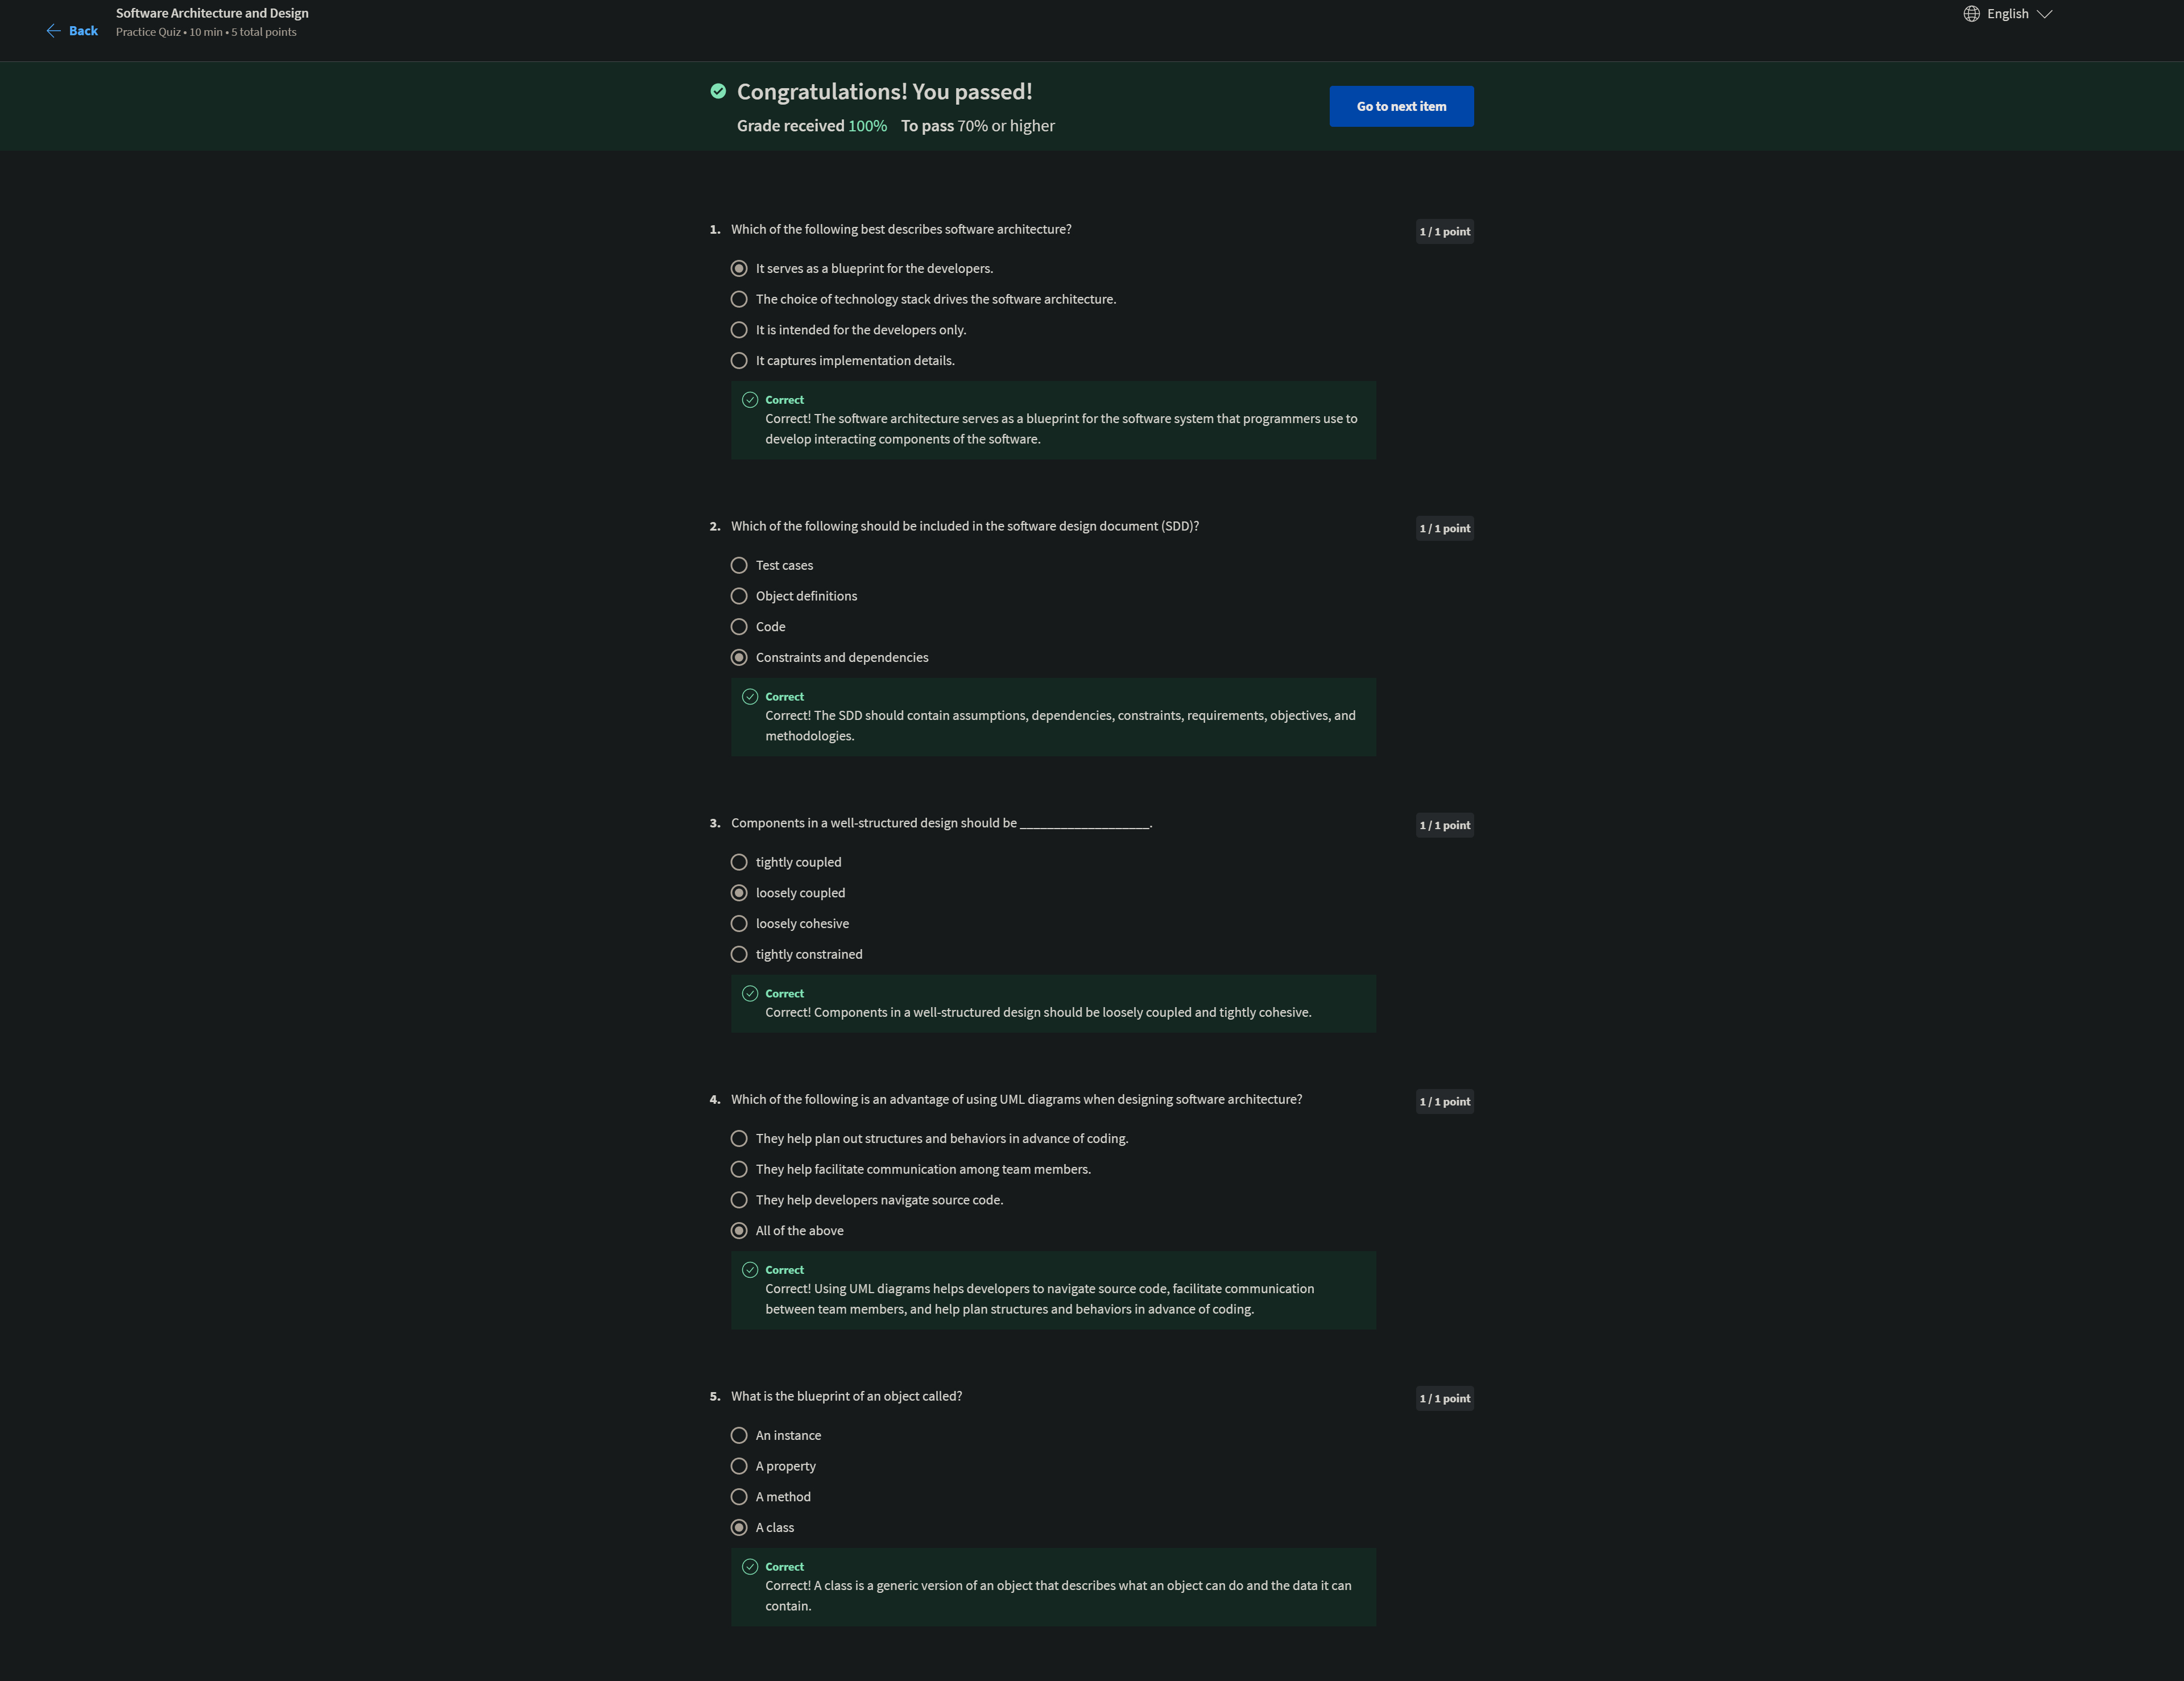 Back
Software Architecture and Design
Practice Quiz • 10 min • 5 total points
English
Congratulations! You passed!
Grade received 100% To pass 70% or higher
Go to next item
1. Which of the following best describes software architecture?
1 / 1 point
It serves as a blueprint for the developers.
The choice of technology stack drives the software architecture.
It is intended for the developers only.
It captures implementation details.
Correct
Correct! The software architecture serves as a blueprint for the software system that programmers use to
develop interacting components of the software.
2. Which of the following should be included in the software design document (SDD)?
1 / 1 point
Test cases
Object definitions
Code
Constraints and dependencies
Correct
Correct! The SDD should contain assumptions, dependencies, constraints, requirements, objectives, and
methodologies.
3. Components in a well-structured design should be ___________________.
1 / 1 point
tightly coupled
loosely coupled
loosely cohesive
tightly constrained
Correct
Correct! Components in a well-structured design should be loosely coupled and tightly cohesive.
4. Which of the following is an advantage of using UML diagrams when designing software architecture?
1 / 1 point
They help plan out structures and behaviors in advance of coding.
They help facilitate communication among team members.
They help developers navigate source code.
All of the above
Correct
Correct! Using UML diagrams helps developers to navigate source code, facilitate communication
between team members, and help plan structures and behaviors in advance of coding.
5. What is the blueprint of an object called?
1 / 1 point
An instance
A property
A method
A class
Correct
Correct! A class is a generic version of an object that describes what an object can do and the data it can
contain.